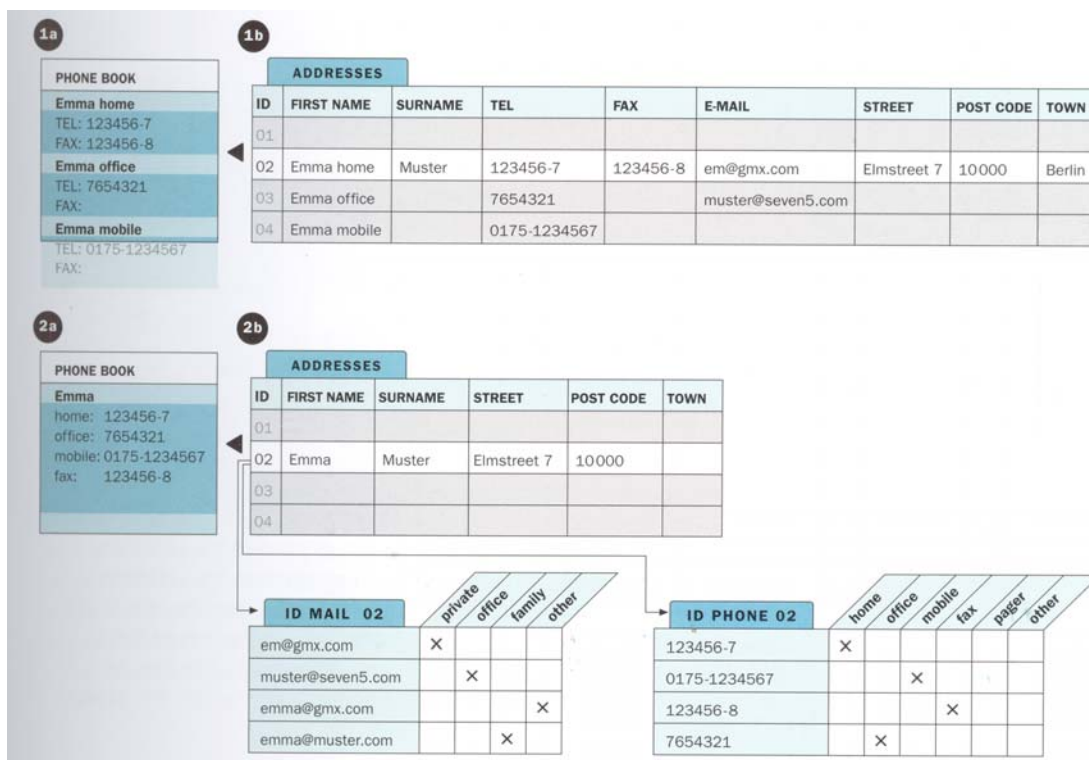 1a
1b
PHONE BOOK
Emma home
TEL: 123456-7
FAX: 123456-8
Emma office
TEL: 7654321
FAX:
Emma mobile
TEL: 0175-1234567
FAX:
ADDRESSES
ID FIRST NAME SURNAME TEL FAX E-MAIL STREET POST CODE TOWN
01
02 Emma home Muster 123456-7 123456-8 em@gmx.com Elmstreet 7 10000 Berlin
03 Emma office 7654321 muster@seven5.com
04 Emma mobile 0175-1234567
2a
2b
PHONE BOOK
Emma
home: 123456-7
office: 7654321
mobile: 0175-1234567
fax: 123456-8
ADDRESSES
ID FIRST NAME SURNAME STREET POST CODE TOWN
01
02 Emma Muster Elmstreet 7 10000
03
04
ID MAIL 02 private office family other
em@gmx.com ×
muster@seven5.com ×
emma@gmx.com ×
emma@muster.com ×
ID PHONE 02 home office mobile fax pager other
123456-7 ×
0175-1234567 ×
123456-8 ×
7654321 ×